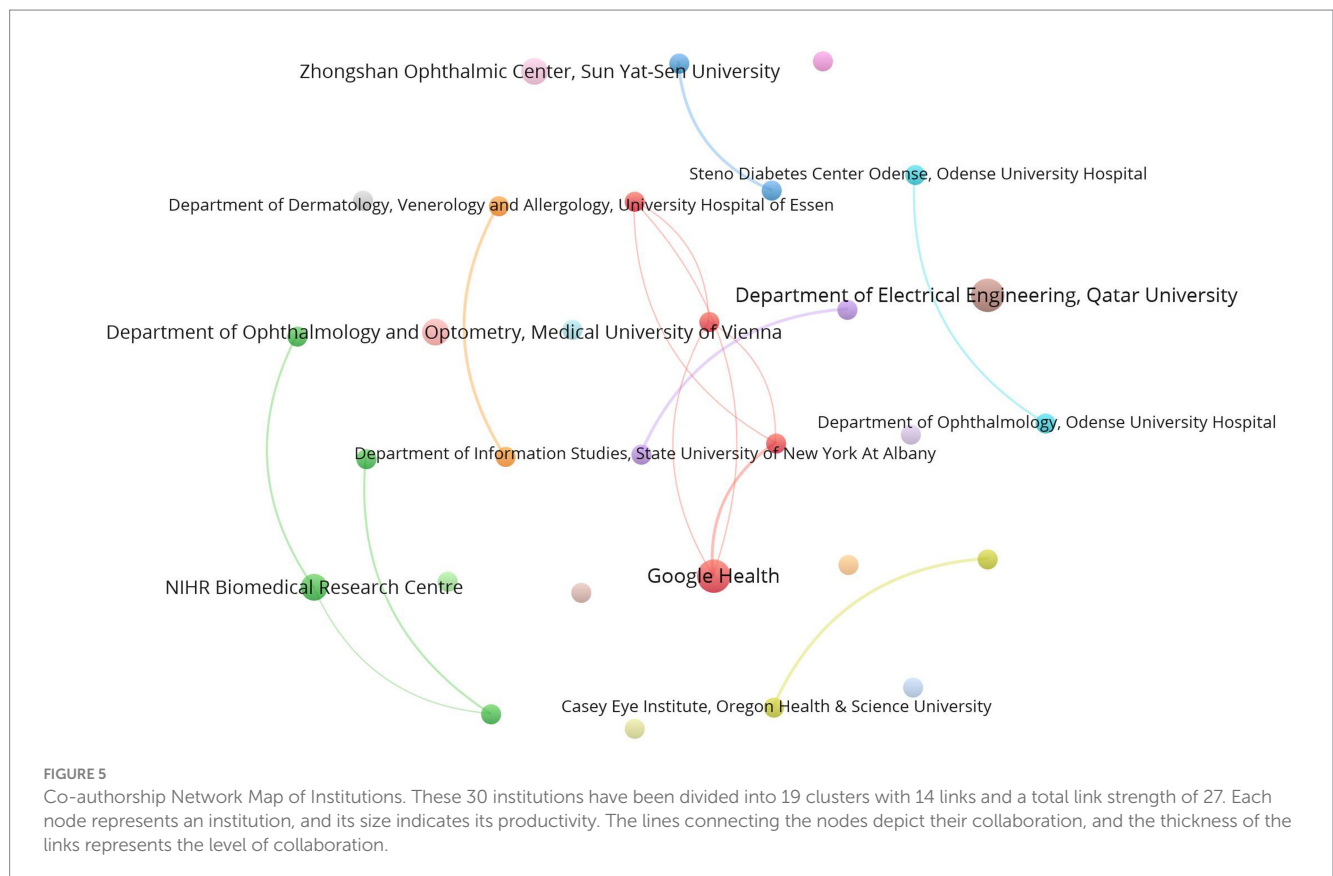 Zhongshan Ophthalmic Center, Sun Yat-Sen University
Steno Diabetes Center Odense, Odense University Hospital
Department of Dermatology, Venerology and Allergology, University Hospital of Essen
Department of Electrical Engineering, Qatar University
Department of Ophthalmology and Optometry, Medical University of Vienna
Department of Ophthalmology, Odense University Hospital
Department of Information Studies, State University of New York At Albany
Google Health
NIHR Biomedical Research Centre
Casey Eye Institute, Oregon Health & Science University
FIGURE 5
Co-authorship Network Map of Institutions. These 30 institutions have been divided into 19 clusters with 14 links and a total link strength of 27. Each
node represents an institution, and its size indicates its productivity. The lines connecting the nodes depict their collaboration, and the thickness of the
links represents the level of collaboration.